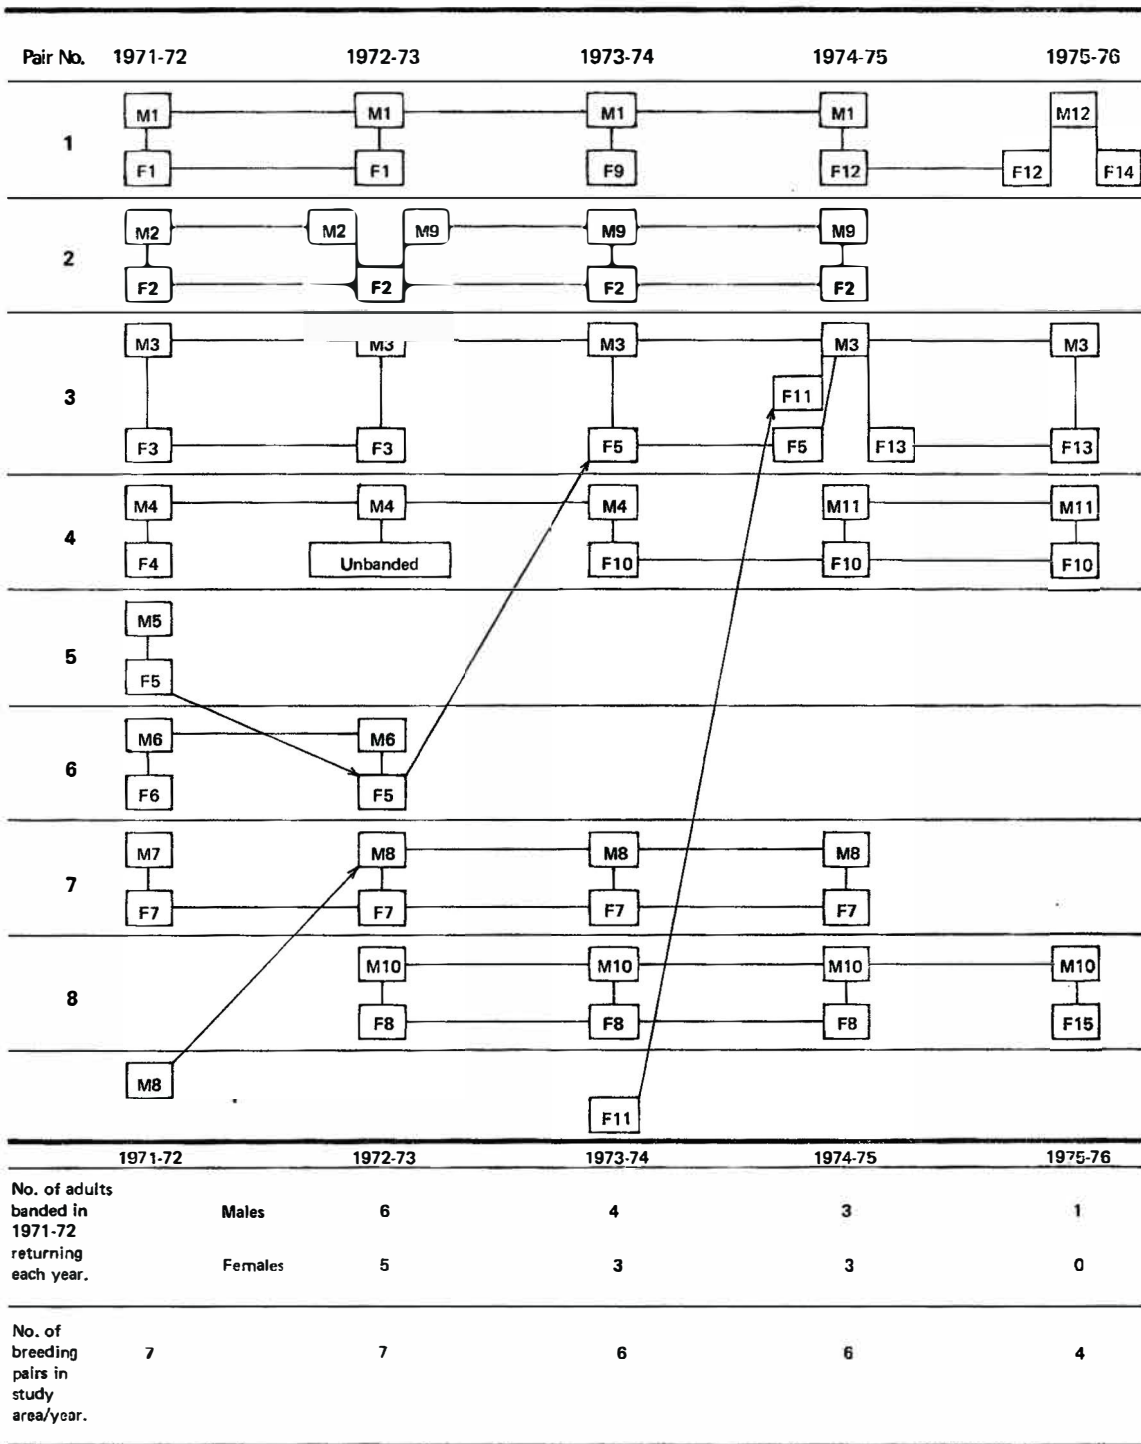 Pair No. 1971-72 1972-73 1973-74 1974-75 1975-76
M1 M1 M1 M1 M12
1
F1 F1 F9 F12 F12 F14
M2 M2 M9 M9 M9
2
F2 F2 F2 F2
M3 M3 M3 M3 M3
3 F11
F3 F3 F5 F5 F13 F13
M4 M4 M4 M11 M11
4
F4 Unbanded F10 F10 F10
M5
5
F5
M6 M6
6
F6 F5
M7 M8 M8 M8
7
F7 F7 F7 F7
M10 M10 M10 M10
8
F8 F8 F8 F15
M8
F11
1971-72 1972-73 1973-74 1974-75 1975-76
No. of adults
banded in Males 6 4 3 1
1971-72
returning
each year. Females 5 3 3 0
No. of
breeding 7 7 6 6 4
pairs in
study
area/year.